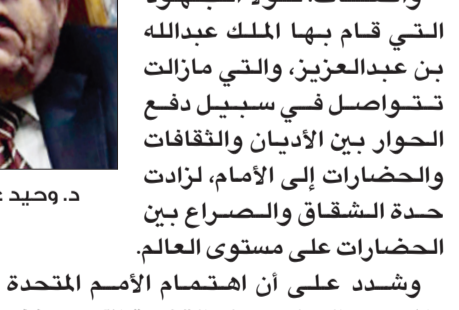 التي قام بها الملك عبدالله
بن عبدالعزيز، والتي مازالت
تتواصل في سبيل دفع
الحوار بين الأديان والثقافات
والحضارات إلى الأمام، لزادت
حدة الشقاق والصراع بين
الحضارات على مستوى العالم.
وشدد على أن اهتمام الأمم المتحدة
د. وحيد